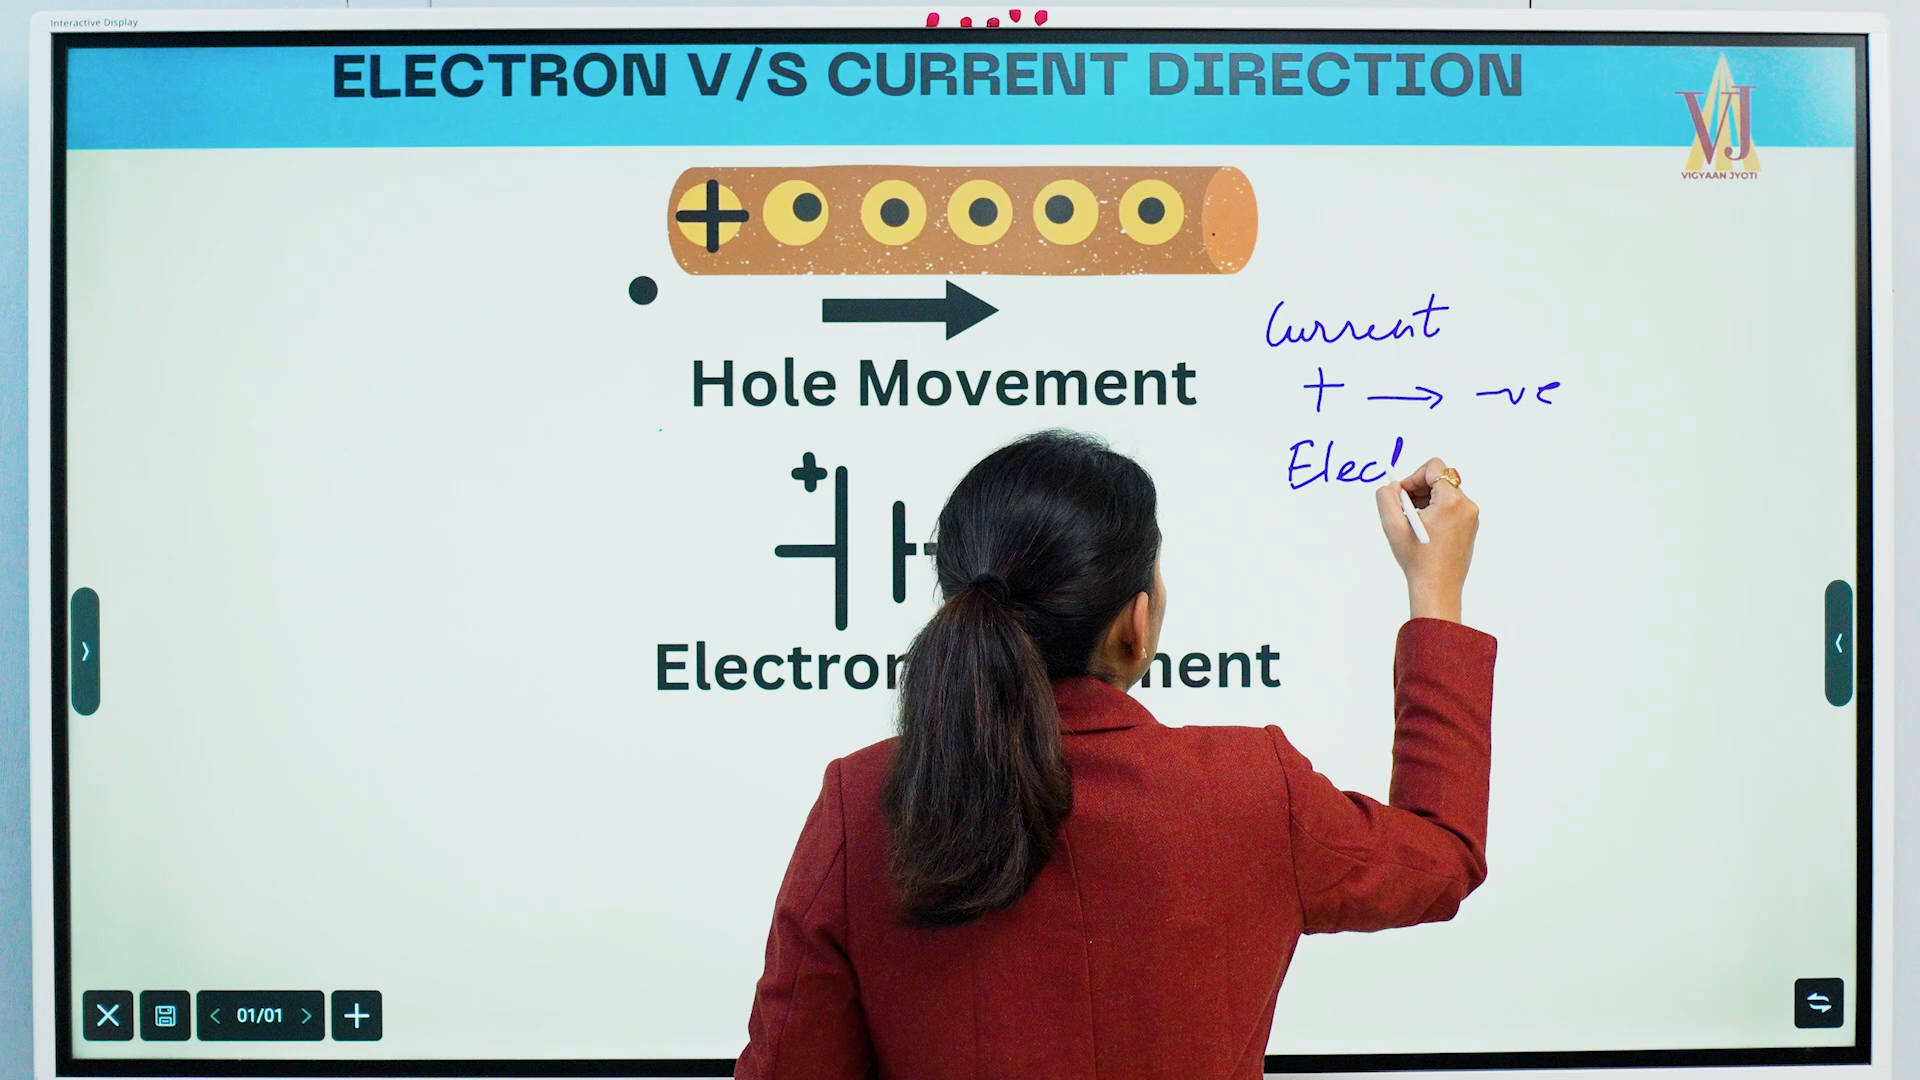 Interactive Display
ELECTRON V/S CURRENT DIRECTION
VJ
VIGYAAN JYOTI
Hole Movement
Current
+ → -ve
Elec
+
Electron ment
01/01